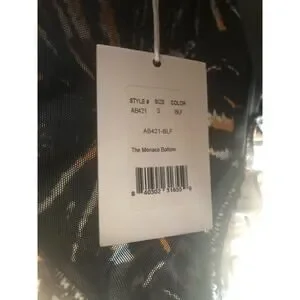 STYLE # SIZE COLOR
AB421 S BLF
AB421-BLF
The Monaco Bottom